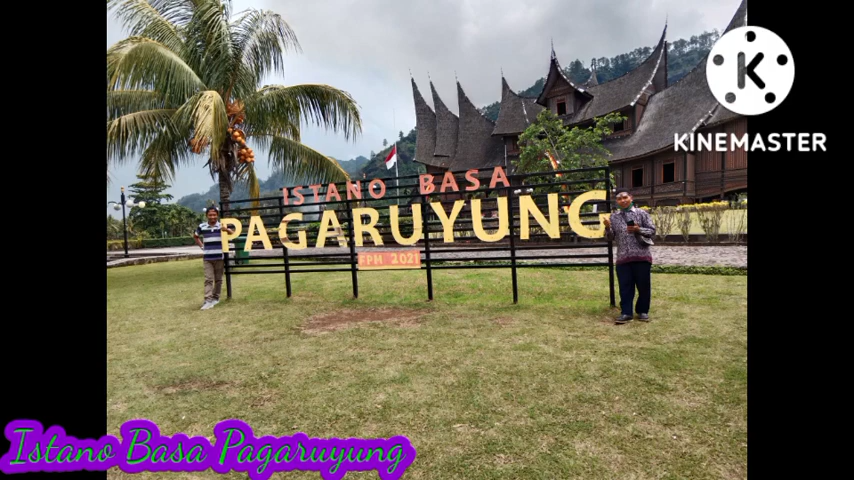 KINEMASTER
ISTANO BASA
PAGARUYUNG
FPM 2021
Istano Basa Pagaruyung